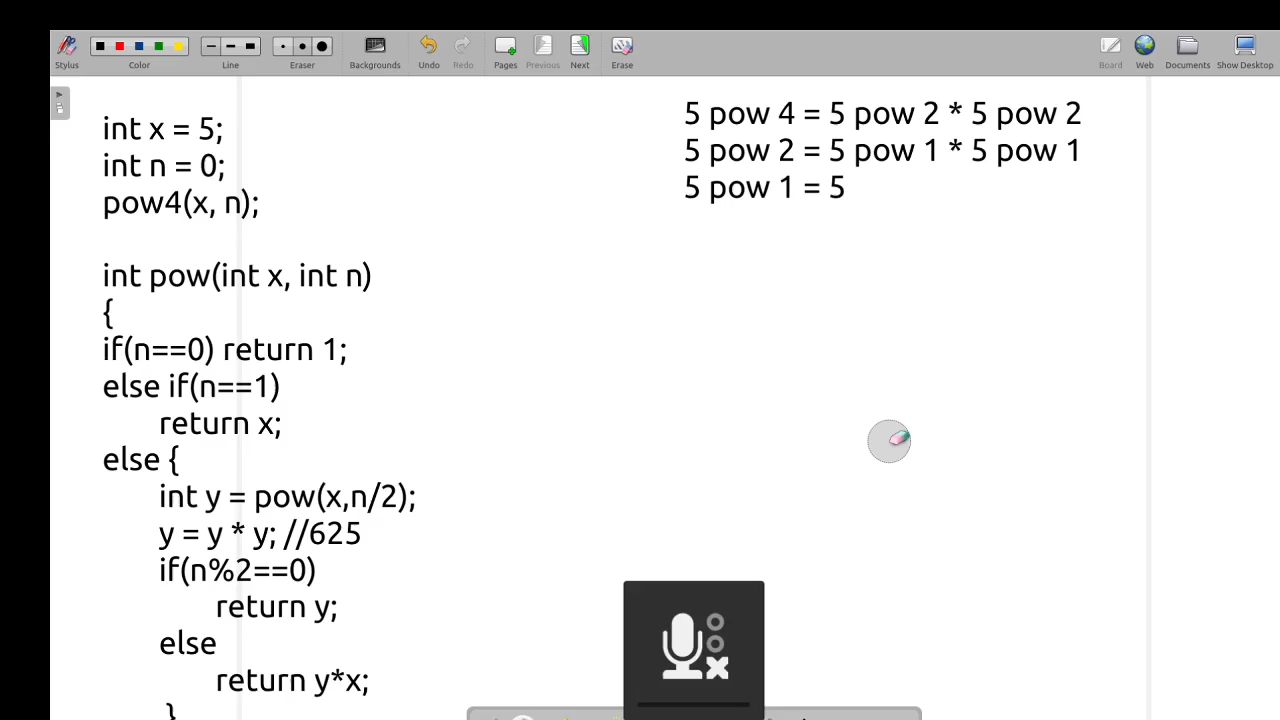 Stylus
Color
Line
Eraser
Backgrounds
Undo
Redo
Pages
Previous
Next
Erase
Board
Web
Documents
Show Desktop
int x = 5;
int n = 0;
pow4(x, n);
int pow(int x, int n)
{
if(n==0) return 1;
else if(n==1)
return x;
else {
int y = pow(x,n/2);
y = y * y; //625
if(n%2==0)
return y;
else
return y*x;
}
5 pow 4 = 5 pow 2 * 5 pow 2
5 pow 2 = 5 pow 1 * 5 pow 1
5 pow 1 = 5